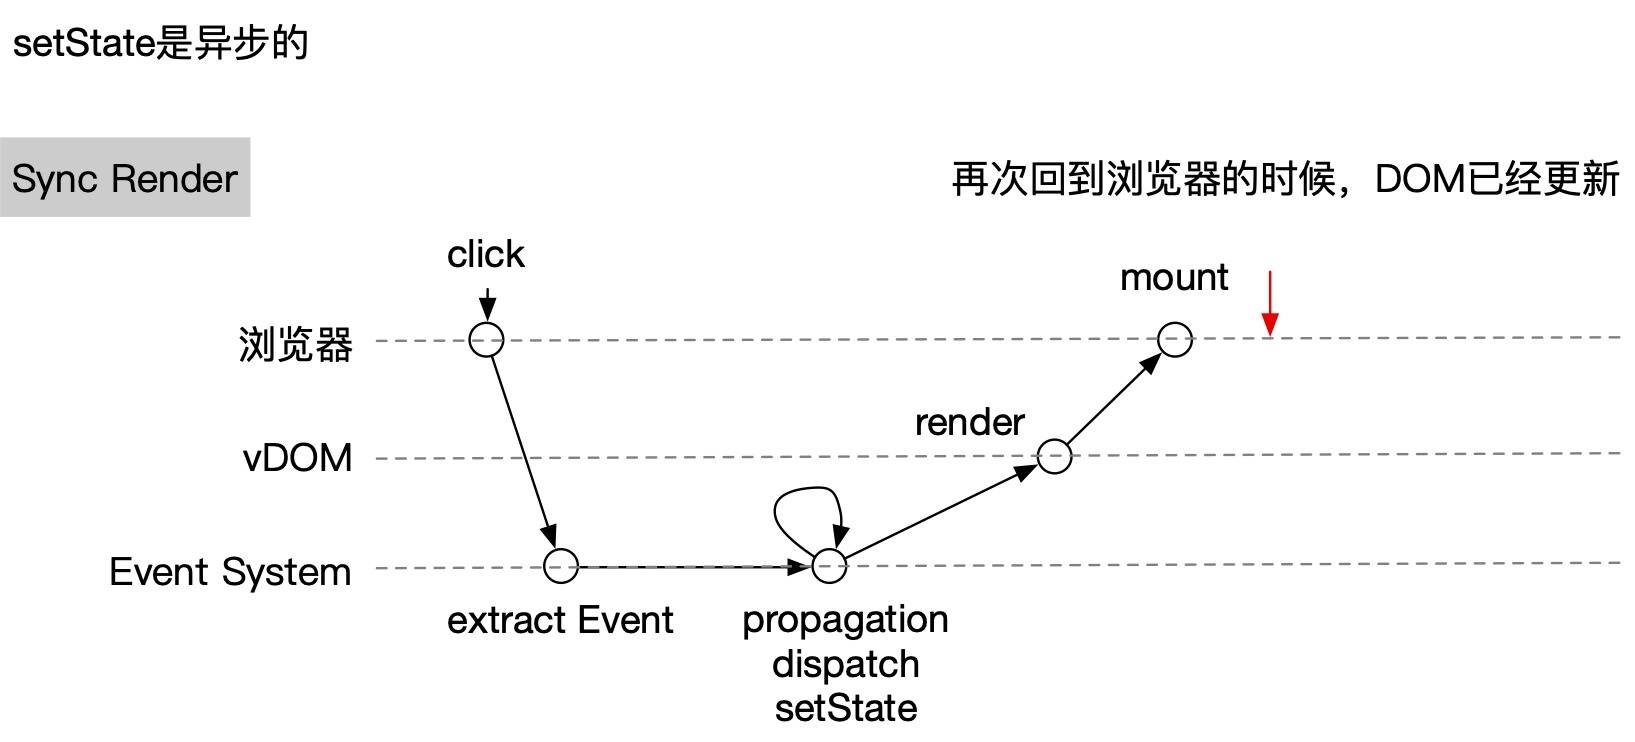 setState是异步的
Sync Render
再次回到浏览器的时候，DOM已经更新
click
mount
浏览器
render
vDOM
Event System
extract Event
propagation
dispatch
setState